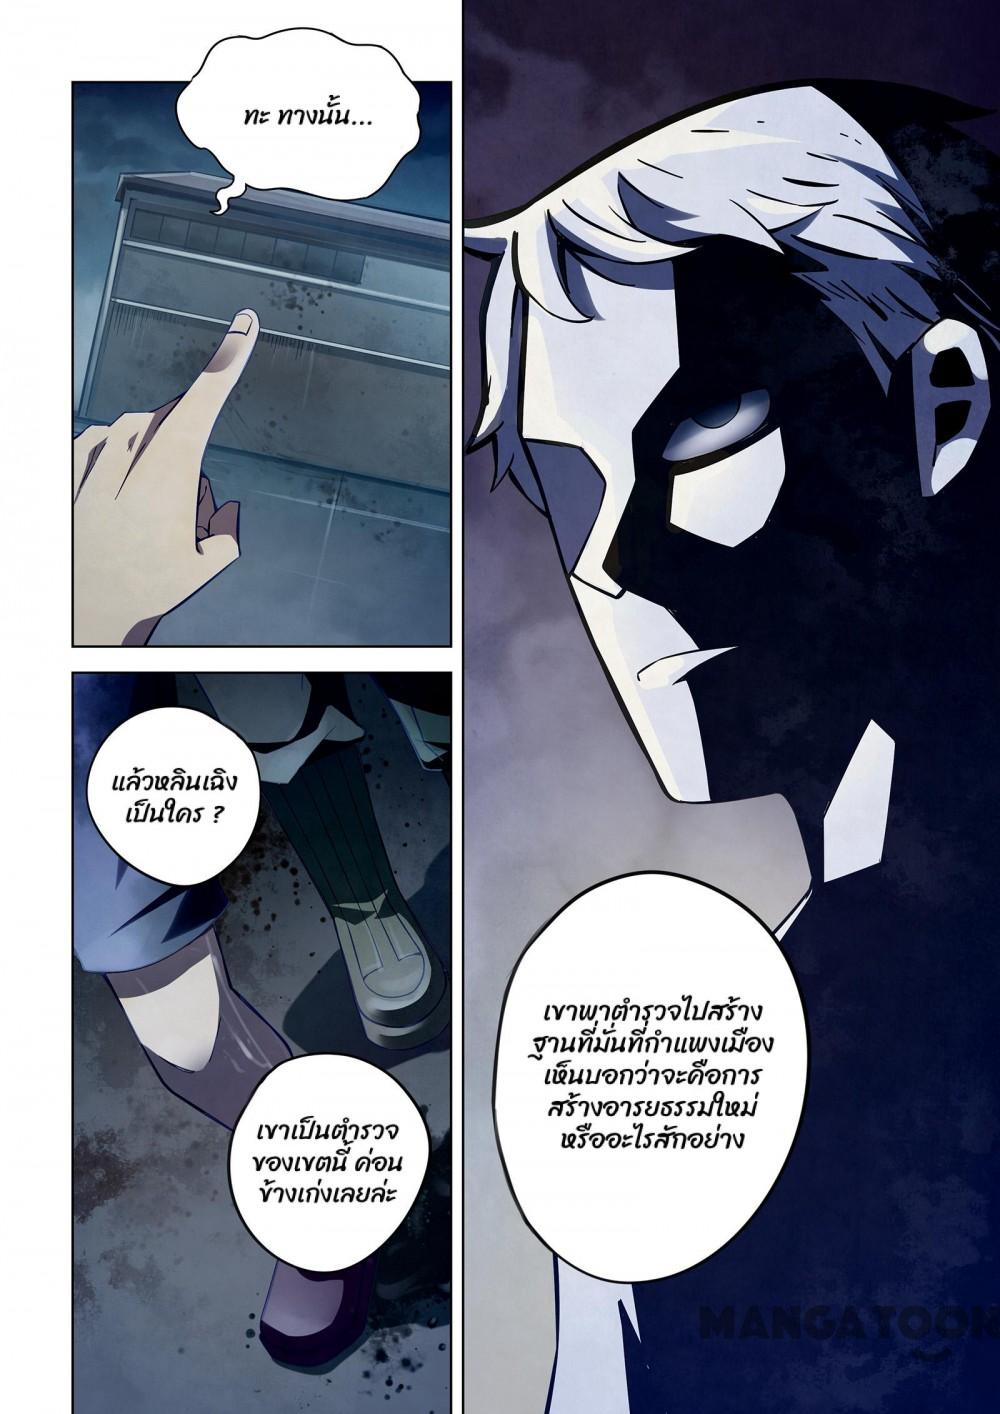 ทะ ทางนั้น...
แล้วหลินเฉิง
เป็นใคร ?
เขาเป็นตำรวจ
ของเขตนี้ ค่อน
ข้างเก่งเลยล่ะ
เขาพาตำรวจไปสร้าง
ฐานที่มั่นที่กำแพงเมือง
เห็นบอกว่าจะคือการ
สร้างอารยธรรมใหม่
หรืออะไรสักอย่าง
MANGATOON